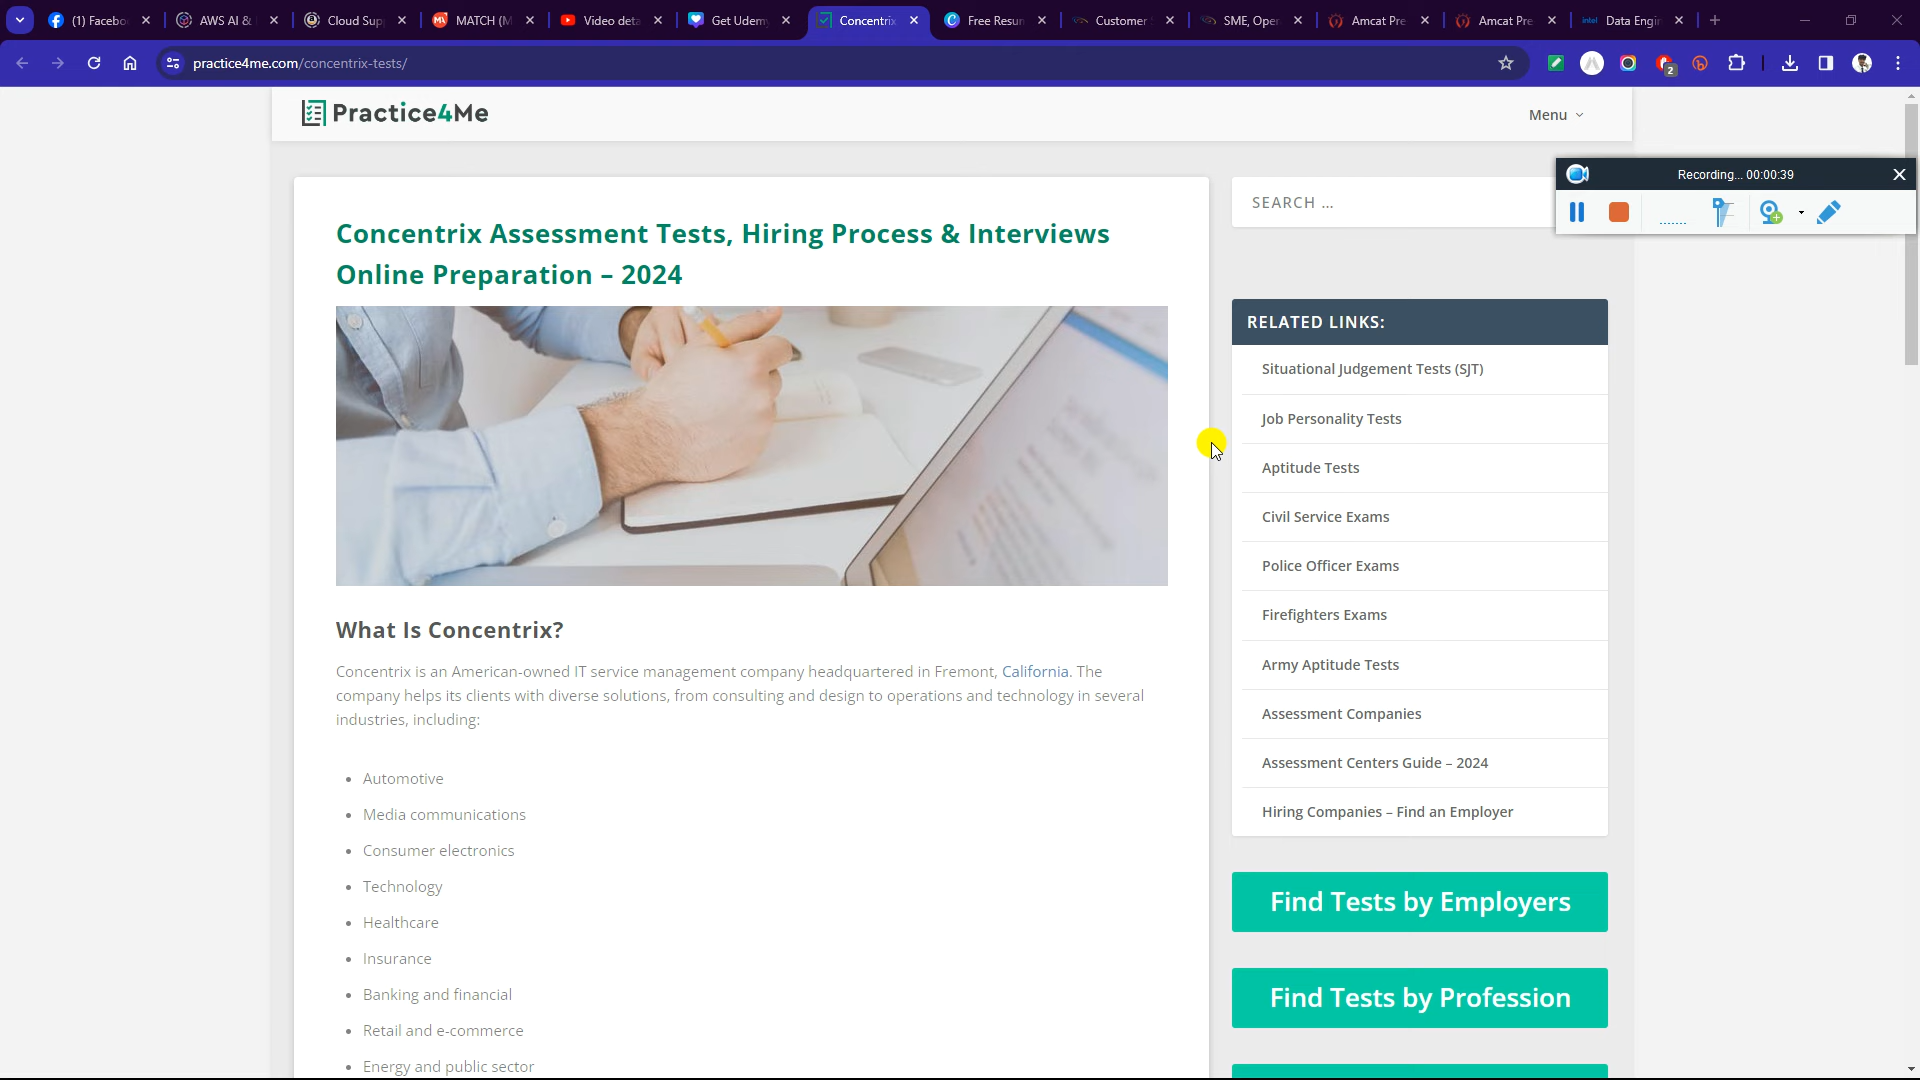 (1) Facebo
AWS AI &
Cloud Sup
MATCH (M
Video deta
Get Udem
Concentrix
Free Resun
Customer
SME, Oper
Amcat Pre
Amcat Pre
Data Engin
practice4me.com/concentrix-tests/
2
Practice4Me
Menu
Recording... 00:00:39
SEARCH ...
Concentrix Assessment Tests, Hiring Process & Interviews
Online Preparation – 2024
RELATED LINKS:
Situational Judgement Tests (SJT)
Job Personality Tests
Aptitude Tests
Civil Service Exams
Police Officer Exams
Firefighters Exams
Army Aptitude Tests
Assessment Companies
Assessment Centers Guide – 2024
Hiring Companies – Find an Employer
Find Tests by Employers
Find Tests by Profession
What Is Concentrix?
Concentrix is an American-owned IT service management company headquartered in Fremont, California. The
company helps its clients with diverse solutions, from consulting and design to operations and technology in several
industries, including:
• Automotive
• Media communications
• Consumer electronics
• Technology
• Healthcare
• Insurance
• Banking and financial
• Retail and e-commerce
• Energy and public sector